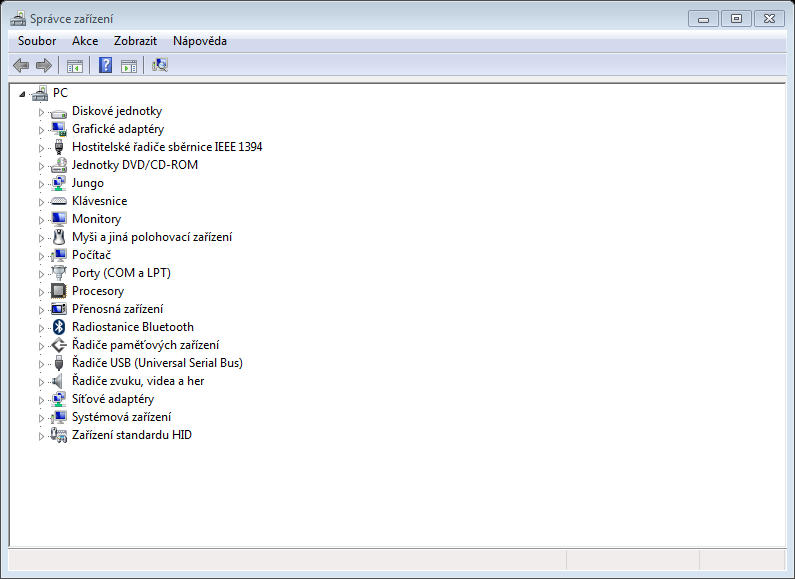 Správce zařízení
Soubor Akce Zobrazit Nápověda
PC
Diskové jednotky
Grafické adaptéry
Hostitelské řadiče sběrnice IEEE 1394
Jednotky DVD/CD-ROM
Jungo
Klávesnice
Monitory
Myši a jiná polohovací zařízení
Počítač
Porty (COM a LPT)
Procesory
Přenosná zařízení
Radiostanice Bluetooth
Řadiče paměťových zařízení
Řadiče USB (Universal Serial Bus)
Řadiče zvuku, videa a her
Síťové adaptéry
Systémová zařízení
Zařízení standardu HID